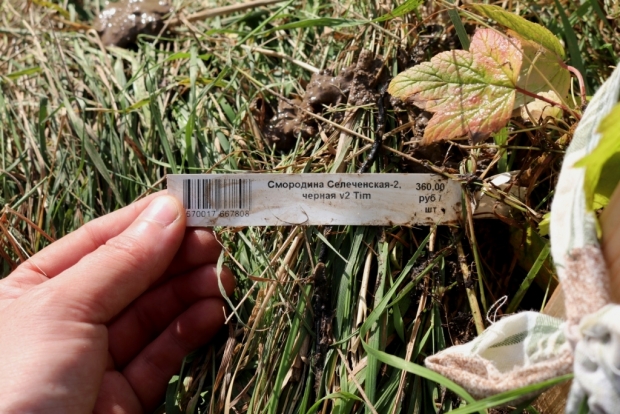 Смородина Селеченская-2,
черная v2 Tim
360,00
руб /
шт
570017 667808